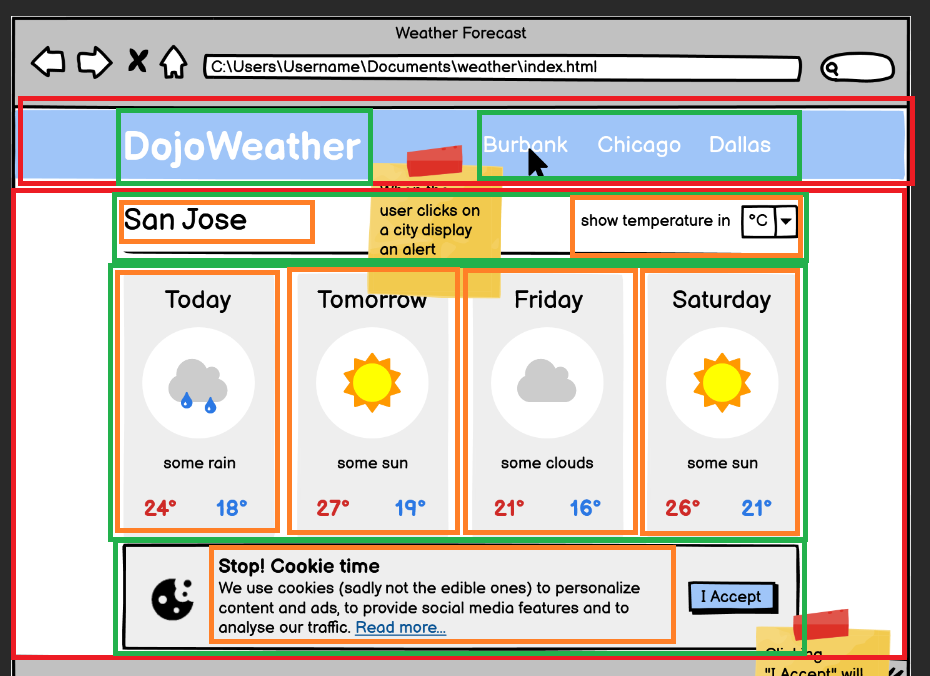 Weather Forecast
C:\Users\Username\Documents\weather\index.html
DojoWeather
Burbank Chicago Dallas
When the
user clicks on
a city display
an alert
San Jose
show temperature in °C
Today Tomorrow Friday Saturday
some rain some sun some clouds some sun
24° 18° 27° 19° 21° 16° 26° 21°
Stop! Cookie time
We use cookies (sadly not the edible ones) to personalize
content and ads, to provide social media features and to
analyse our traffic. Read more...
I Accept
Clicking
"I Accept" will